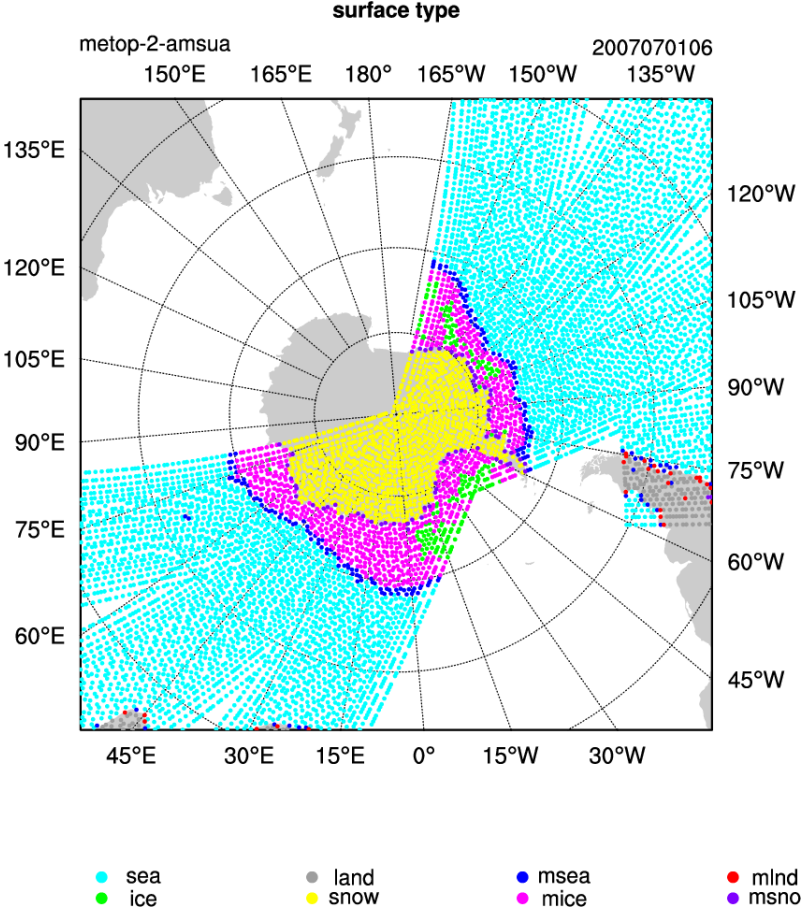 surface type
metop-2-amsua 2007070106
150°E 165°E 180° 165°W 150°W 135°W
135°E
120°W
120°E
105°W
105°E
90°W
90°E
75°W
75°E
60°W
60°E
45°W
45°E 30°E 15°E 0° 15°W 30°W
sea land msea mlnd
ice snow mice msno